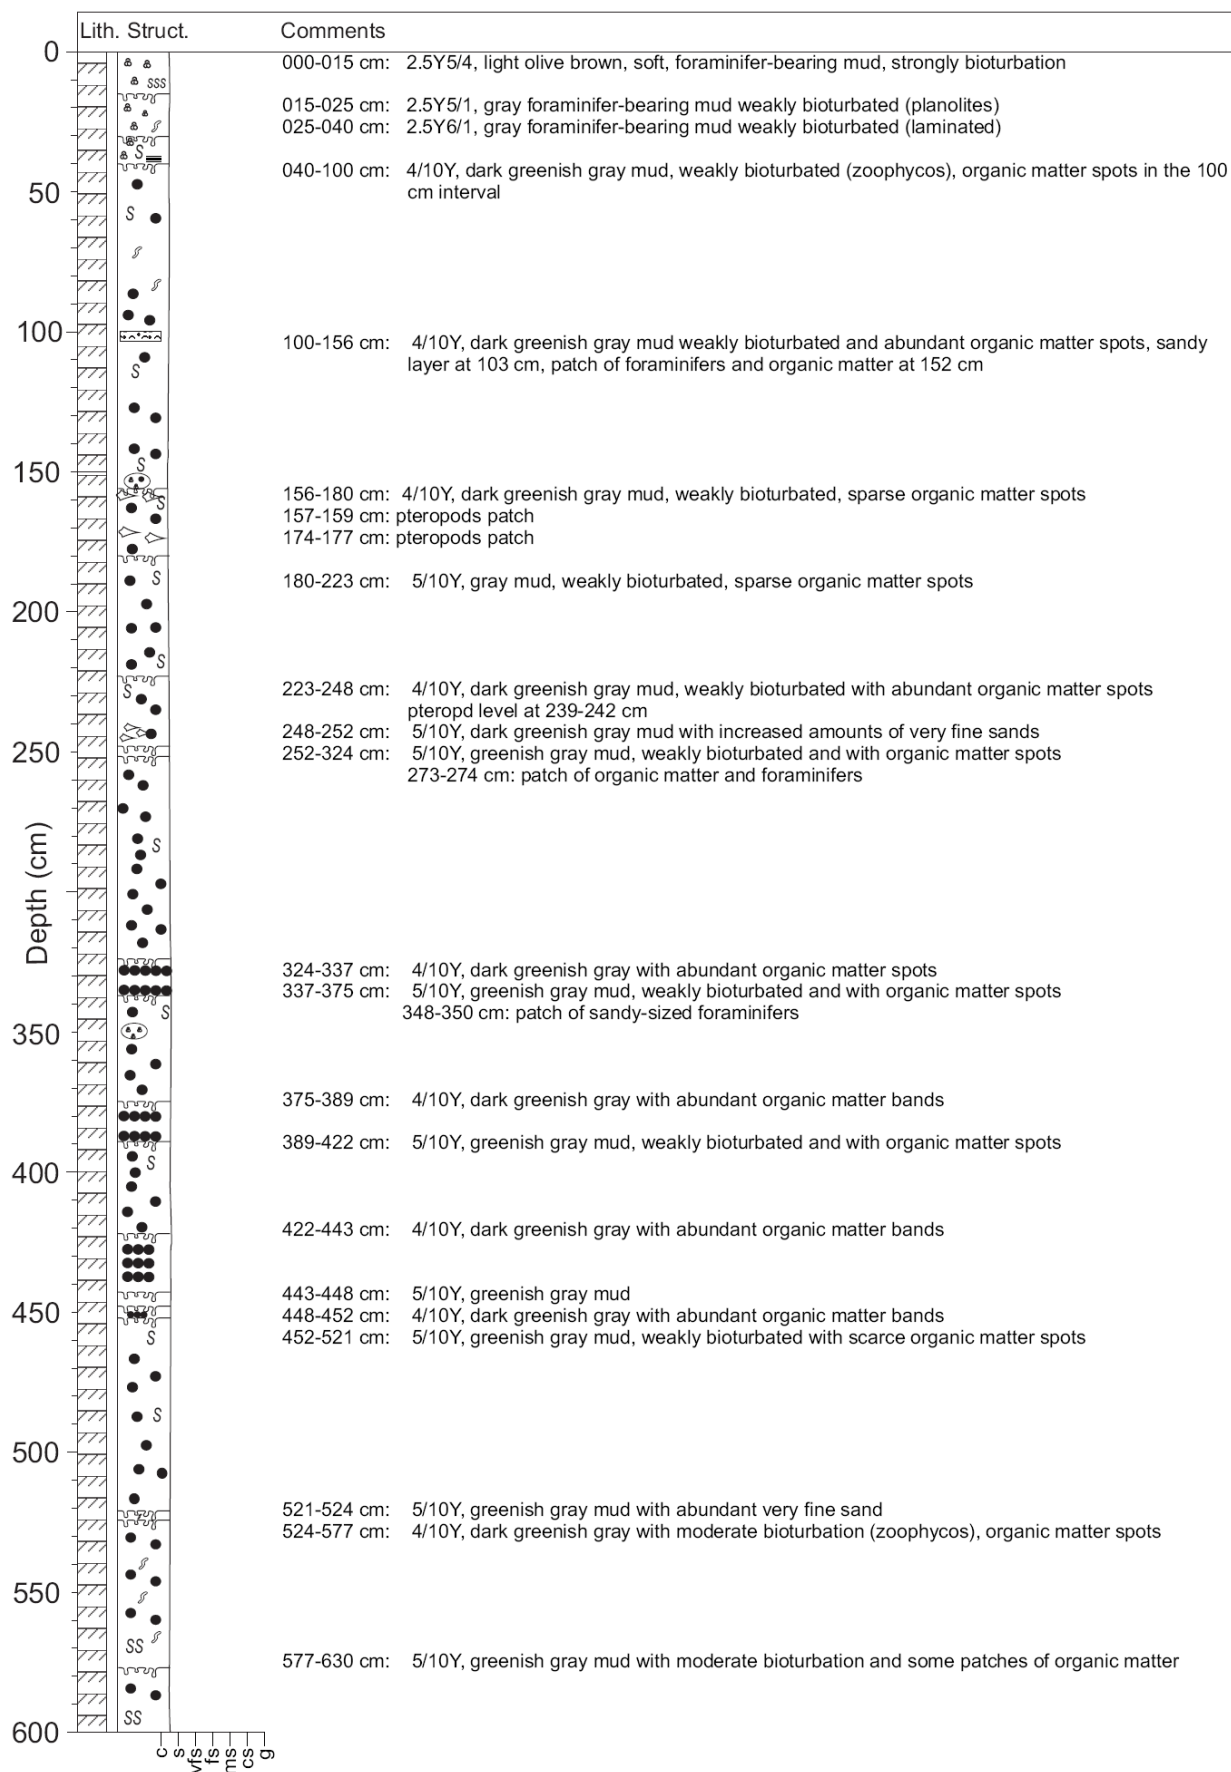 Lith. Struct. Comments
0
000-015 cm: 2.5Y5/4, light olive brown, soft, foraminifer-bearing mud, strongly bioturbation
SSS
015-025 cm: 2.5Y5/1, gray foraminifer-bearing mud weakly bioturbated (planolites)
025-040 cm: 2.5Y6/1, gray foraminifer-bearing mud weakly bioturbated (laminated)
S
040-100 cm: 4/10Y, dark greenish gray mud, weakly bioturbated (zoophycos), organic matter spots in the 100
cm interval
50
S
100
100-156 cm: 4/10Y, dark greenish gray mud weakly bioturbated and abundant organic matter spots, sandy
layer at 103 cm, patch of foraminifers and organic matter at 152 cm
S
S
150
156-180 cm: 4/10Y, dark greenish gray mud, weakly bioturbated, sparse organic matter spots
S
157-159 cm: pteropods patch
174-177 cm: pteropods patch
180-223 cm: 5/10Y, gray mud, weakly bioturbated, sparse organic matter spots
S
200
S
223-248 cm: 4/10Y, dark greenish gray mud, weakly bioturbated with abundant organic matter spots
S
pteropd level at 239-242 cm
248-252 cm: 5/10Y, dark greenish gray mud with increased amounts of very fine sands
250
252-324 cm: 5/10Y, greenish gray mud, weakly bioturbated and with organic matter spots
273-274 cm: patch of organic matter and foraminifers
S
Depth (cm)
324-337 cm: 4/10Y, dark greenish gray with abundant organic matter spots
337-375 cm: 5/10Y, greenish gray mud, weakly bioturbated and with organic matter spots
S
348-350 cm: patch of sandy-sized foraminifers
350
375-389 cm: 4/10Y, dark greenish gray with abundant organic matter bands
389-422 cm: 5/10Y, greenish gray mud, weakly bioturbated and with organic matter spots
S
400
422-443 cm: 4/10Y, dark greenish gray with abundant organic matter bands
443-448 cm: 5/10Y, greenish gray mud
450
448-452 cm: 4/10Y, dark greenish gray with abundant organic matter bands
452-521 cm: 5/10Y, greenish gray mud, weakly bioturbated with scarce organic matter spots
S
S
500
521-524 cm: 5/10Y, greenish gray mud with abundant very fine sand
524-577 cm: 4/10Y, dark greenish gray with moderate bioturbation (zoophycos), organic matter spots
550
SS
577-630 cm: 5/10Y, greenish gray mud with moderate bioturbation and some patches of organic matter
SS
600
c
s
vfs
fs
ms
cs
g